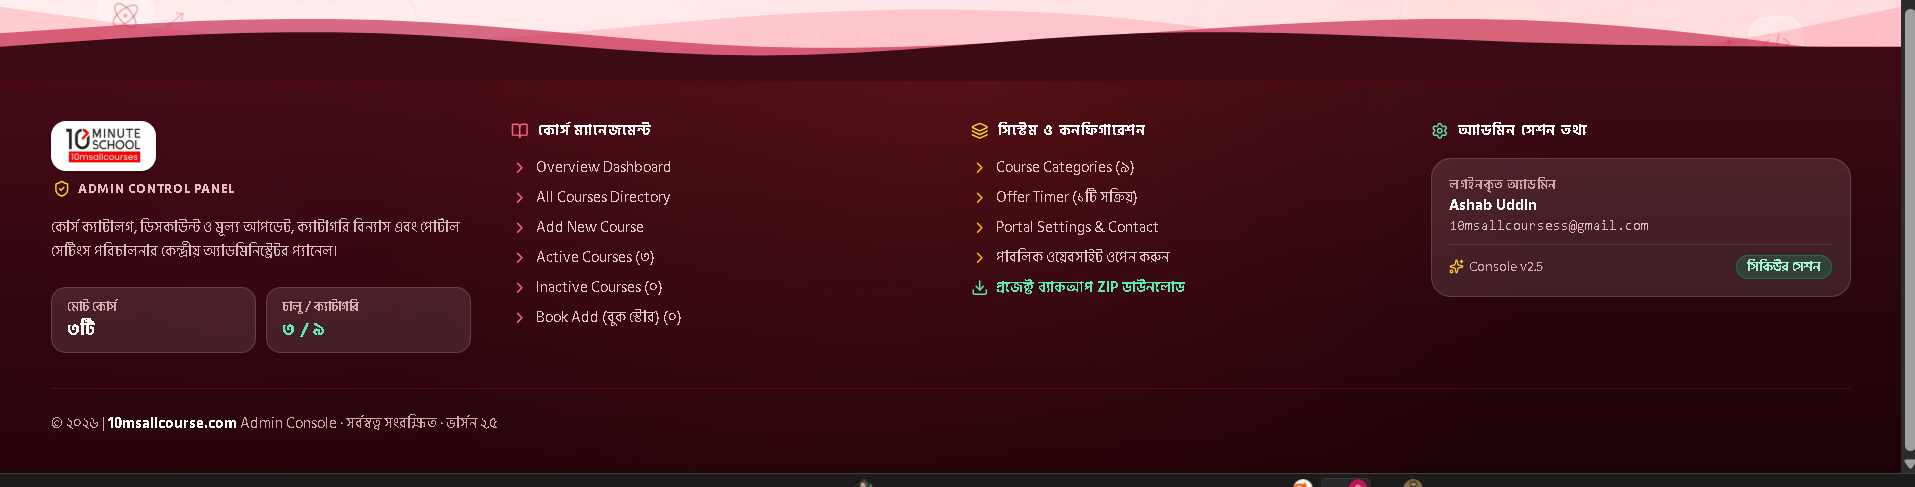 10 MINUTE SCHOOL
10msallcourses
ADMIN CONTROL PANEL
কোর্স ক্যাটালগ, ডিসকাউন্ট ও মূল্য আপডেট, ক্যাটাগরি বিন্যাস এবং পোর্টাল
সেটিংস পরিচালনার কেন্দ্রীয় অ্যাডমিনিস্ট্রেটর প্যানেল।
মোট কোর্স
৩টি
চালু / ক্যাটাগরি
৩ / ৯
কোর্স ম্যানেজমেন্ট
Overview Dashboard
All Courses Directory
Add New Course
Active Courses (৩)
Inactive Courses (০)
Book Add (বুক স্টোর) (০)
সিস্টেম ও কনফিগারেশন
Course Categories (৯)
Offer Timer (১টি সক্রিয়)
Portal Settings & Contact
পাবলিক ওয়েবসাইট ওপেন করুন
প্রজেক্ট ব্যাকআপ ZIP ডাউনলোড
অ্যাডমিন সেশন তথ্য
লগইনকৃত অ্যাডমিন
Ashab Uddin
10msallcoursess@gmail.com
Console v2.5
সিকিউর সেশন
© ২০২৬ | 10msallcourse.com Admin Console · সর্বস্বত্ব সংরক্ষিত · ভার্সন ২.৫